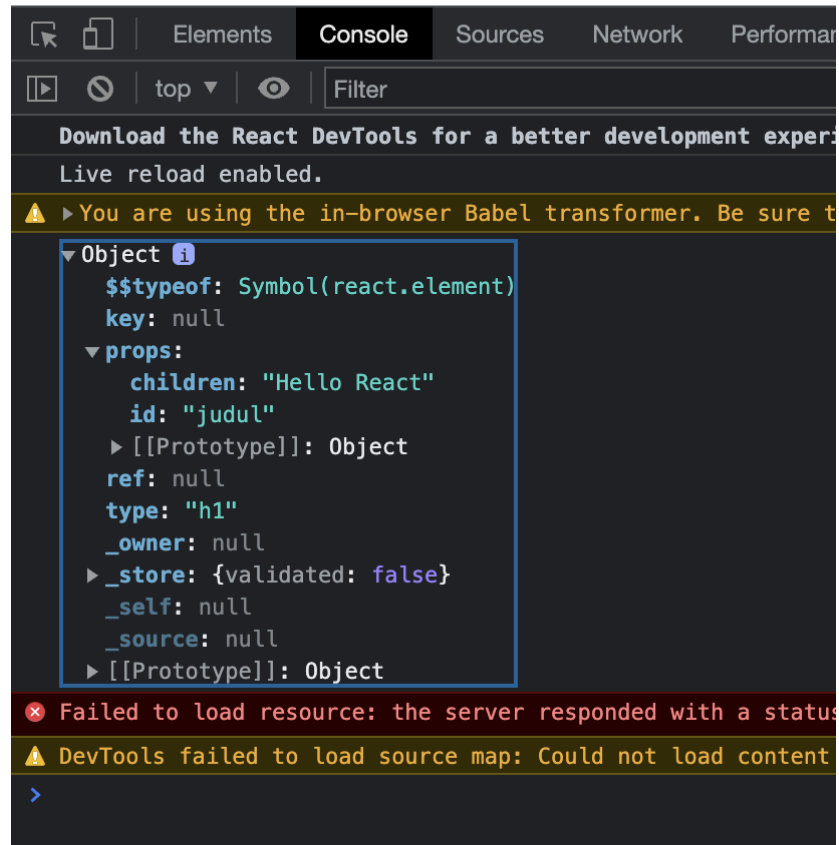 Elements Console Sources Network Performar
top ▼ Filter
Download the React DevTools for a better development experi
Live reload enabled.
▶You are using the in-browser Babel transformer. Be sure t
▼Object i
$$typeof: Symbol(react.element)
key: null
▼props:
children: "Hello React"
id: "judul"
▶[[Prototype]]: Object
ref: null
type: "h1"
_owner: null
▶_store: {validated: false}
_self: null
_source: null
▶[[Prototype]]: Object
Failed to load resource: the server responded with a status
DevTools failed to load source map: Could not load content
>